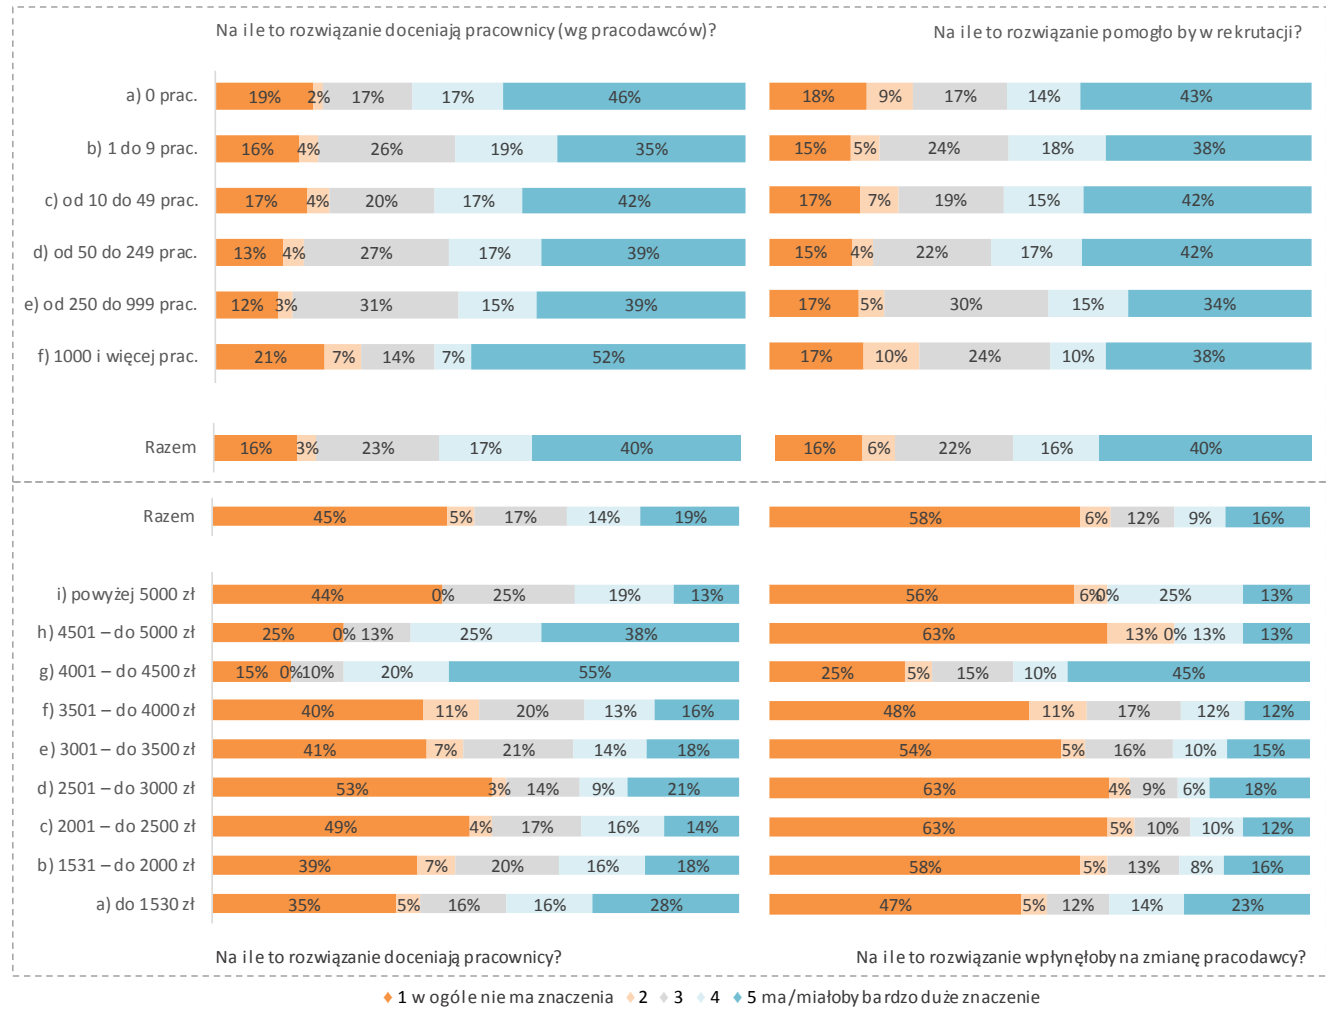 Na ile to rozwiązanie doceniają pracownicy (wg pracodawców)? Na ile to rozwiązanie pomogło by w rekrutacji?
a) 0 prac. 19% 2% 17% 17% 46% 18% 9% 17% 14% 43%
b) 1 do 9 prac. 16% 4% 26% 19% 35% 15% 5% 24% 18% 38%
c) od 10 do 49 prac. 17% 4% 20% 17% 42% 17% 7% 19% 15% 42%
d) od 50 do 249 prac. 13% 4% 27% 17% 39% 15% 4% 22% 17% 42%
e) od 250 do 999 prac. 12% 3% 31% 15% 39% 17% 5% 30% 15% 34%
f) 1000 i więcej prac. 21% 7% 14% 7% 52% 17% 10% 24% 10% 38%
Razem 16% 3% 23% 17% 40% 16% 6% 22% 16% 40%
Razem 45% 5% 17% 14% 19% 58% 6% 12% 9% 16%
i) powyżej 5000 zł 44% 0% 25% 19% 13% 56% 6% 0% 25% 13%
h) 4501 – do 5000 zł 25% 0% 13% 25% 38% 63% 13% 0% 13% 13%
g) 4001 – do 4500 zł 15% 0% 10% 20% 55% 25% 5% 15% 10% 45%
f) 3501 – do 4000 zł 40% 11% 20% 13% 16% 48% 11% 17% 12% 12%
e) 3001 – do 3500 zł 41% 7% 21% 14% 18% 54% 5% 16% 10% 15%
d) 2501 – do 3000 zł 53% 3% 14% 9% 21% 63% 4% 9% 6% 18%
c) 2001 – do 2500 zł 49% 4% 17% 16% 14% 63% 5% 10% 10% 12%
b) 1531 – do 2000 zł 39% 7% 20% 16% 18% 58% 5% 13% 8% 16%
a) do 1530 zł 35% 5% 16% 16% 28% 47% 5% 12% 14% 23%
Na ile to rozwiązanie doceniają pracownicy? Na ile to rozwiązanie wpłynęłoby na zmianę pracodawcy?
1 w ogóle nie ma znaczenia 2 3 4 5 ma/miałoby bardzo duże znaczenie